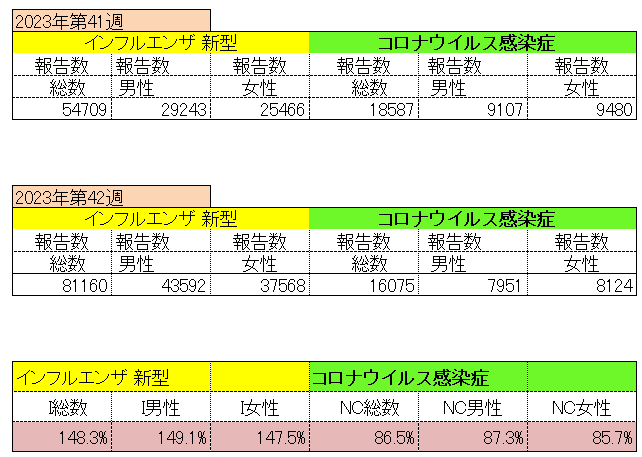 2023年第41週
インフルエンザ 新型 コロナウイルス感染症
報告数 報告数 報告数 報告数 報告数 報告数
総数 男性 女性 総数 男性 女性
54709 29243 25466 18587 9107 9480
2023年第42週
インフルエンザ 新型 コロナウイルス感染症
報告数 報告数 報告数 報告数 報告数 報告数
総数 男性 女性 総数 男性 女性
81160 43592 37568 16075 7951 8124
インフルエンザ 新型 コロナウイルス感染症
I総数 I男性 I女性 NC総数 NC男性 NC女性
148.3% 149.1% 147.5% 86.5% 87.3% 85.7%